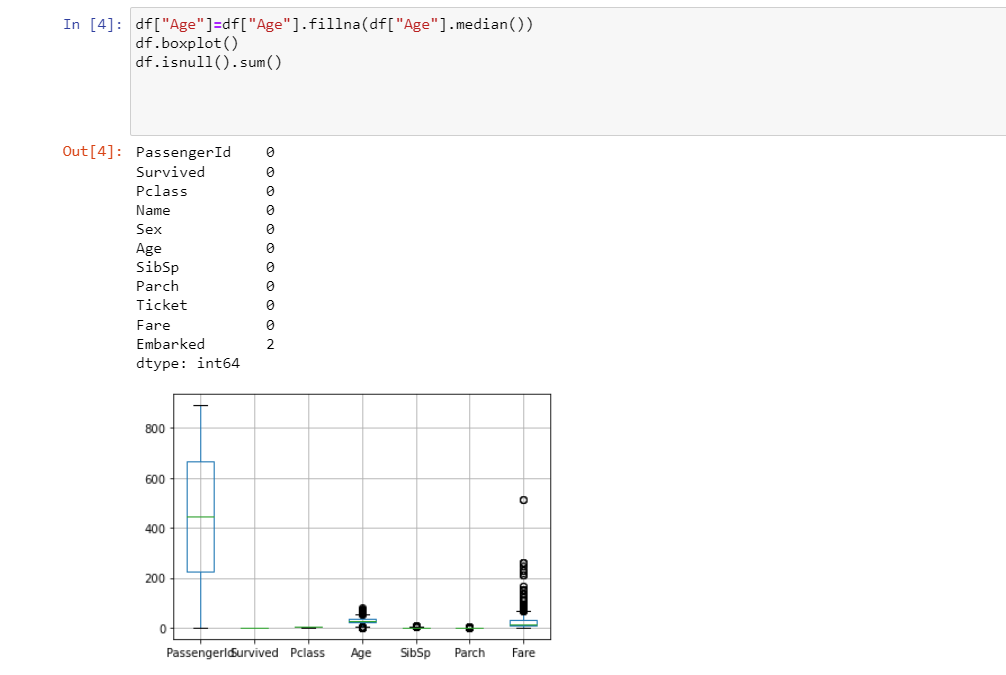 In [4]: df["Age"]=df["Age"].fillna(df["Age"].median())
df.boxplot()
df.isnull().sum()
Out[4]: PassengerId 0
Survived 0
Pclass 0
Name 0
Sex 0
Age 0
SibSp 0
Parch 0
Ticket 0
Fare 0
Embarked 2
dtype: int64
800
600
400
200
0
PassengerId Survived Pclass Age SibSp Parch Fare